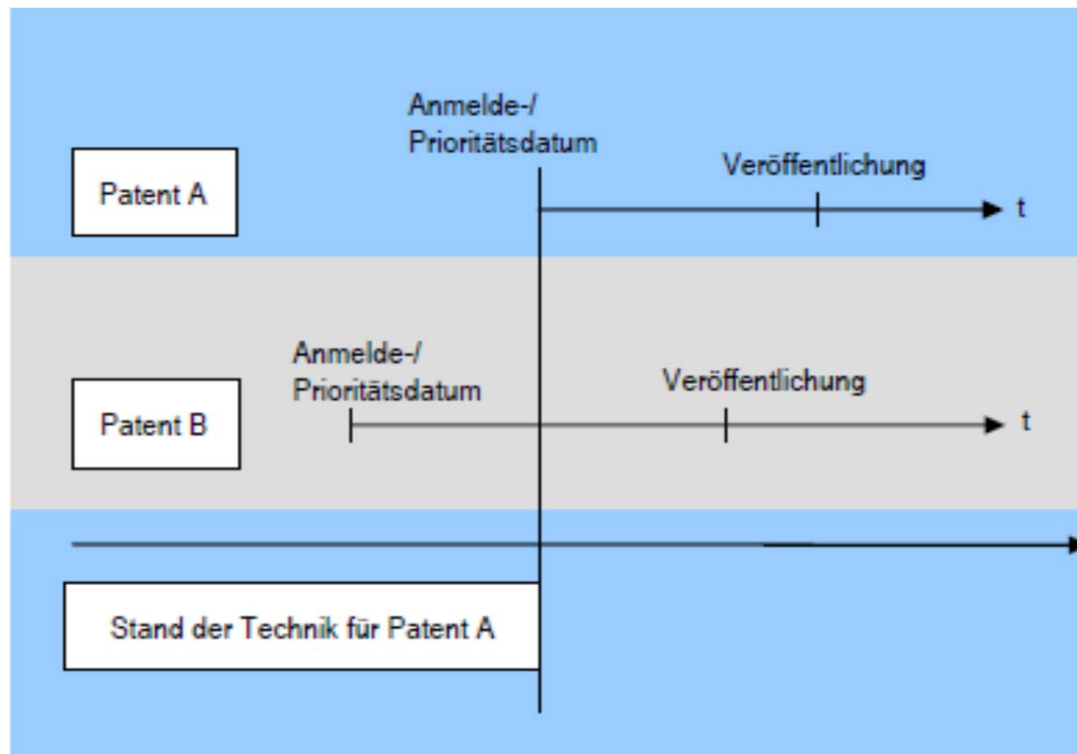 Anmelde-/
Prioritätsdatum
Veröffentlichung
Patent A
t
Anmelde-/
Prioritätsdatum
Veröffentlichung
Patent B
t
Stand der Technik für Patent A